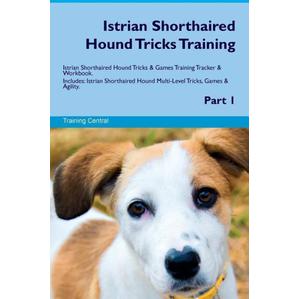 Istrian Shorthaired
Hound Tricks Training
Istrian Shorthaired Hound Tricks & Games Training Tracker &
Workbook.
Includes: Istrian Shorthaired Hound Multi-Level Tricks, Games &
Agility.
Part 1
Training Central